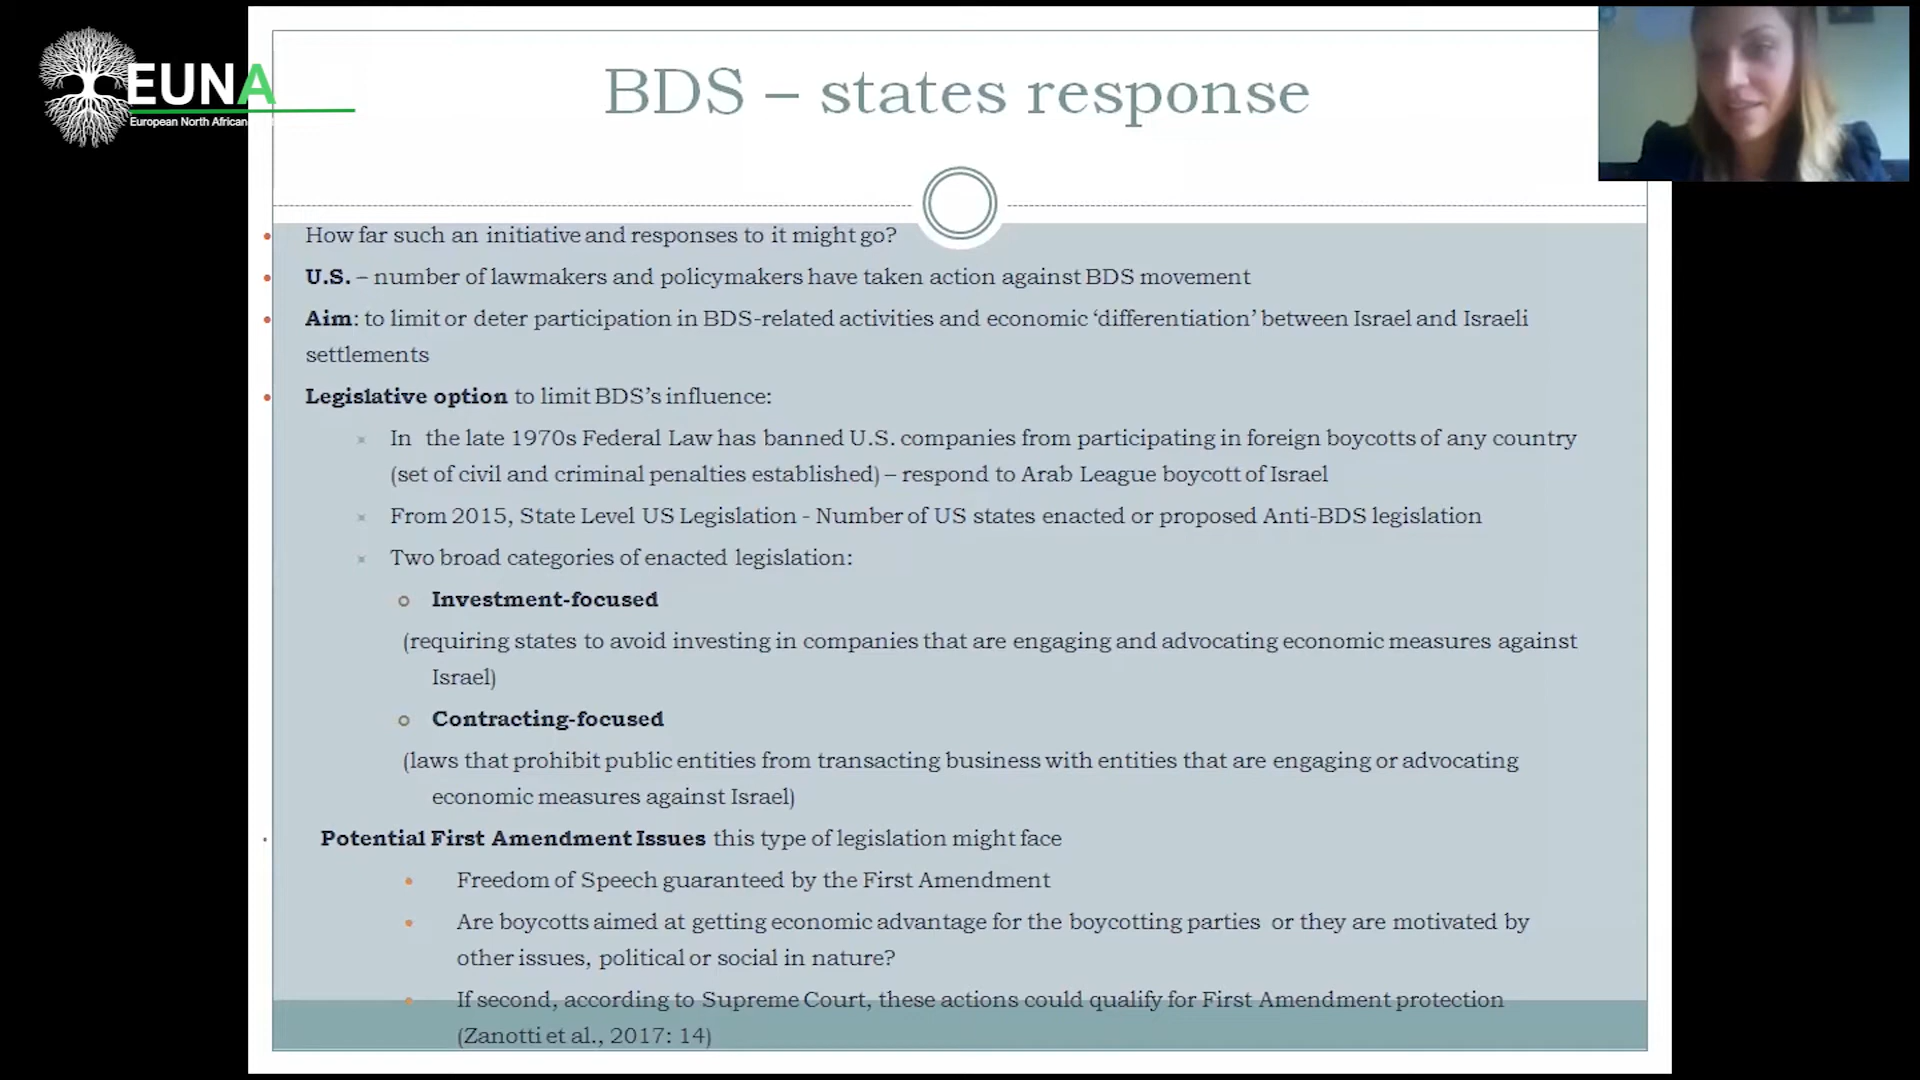 EUNA
European North African
BDS – states response
How far such an initiative and responses to it might go?
U.S. – number of lawmakers and policymakers have taken action against BDS movement
Aim: to limit or deter participation in BDS-related activities and economic ‘differentiation’ between Israel and Israeli
settlements
Legislative option to limit BDS’s influence:
In the late 1970s Federal Law has banned U.S. companies from participating in foreign boycotts of any country
(set of civil and criminal penalties established) – respond to Arab League boycott of Israel
From 2015, State Level US Legislation - Number of US states enacted or proposed Anti-BDS legislation
Two broad categories of enacted legislation:
Investment-focused
(requiring states to avoid investing in companies that are engaging and advocating economic measures against
Israel)
Contracting-focused
(laws that prohibit public entities from transacting business with entities that are engaging or advocating
economic measures against Israel)
Potential First Amendment Issues this type of legislation might face
Freedom of Speech guaranteed by the First Amendment
Are boycotts aimed at getting economic advantage for the boycotting parties or they are motivated by
other issues, political or social in nature?
If second, according to Supreme Court, these actions could qualify for First Amendment protection
(Zanotti et al., 2017: 14)